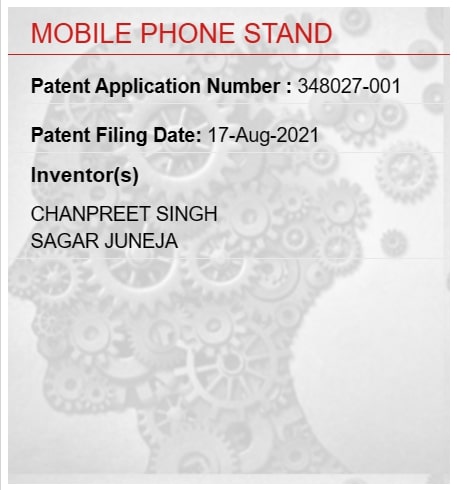 MOBILE PHONE STAND
Patent Application Number : 348027-001
Patent Filing Date: 17-Aug-2021
Inventor(s)
CHANPREET SINGH
SAGAR JUNEJA